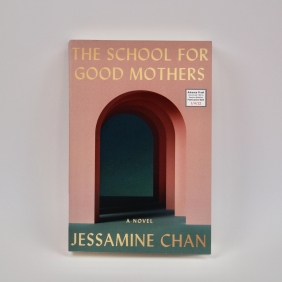 THE SCHOOL FOR
GOOD MOTHERS
A NOVEL
JESSAMINE CHAN